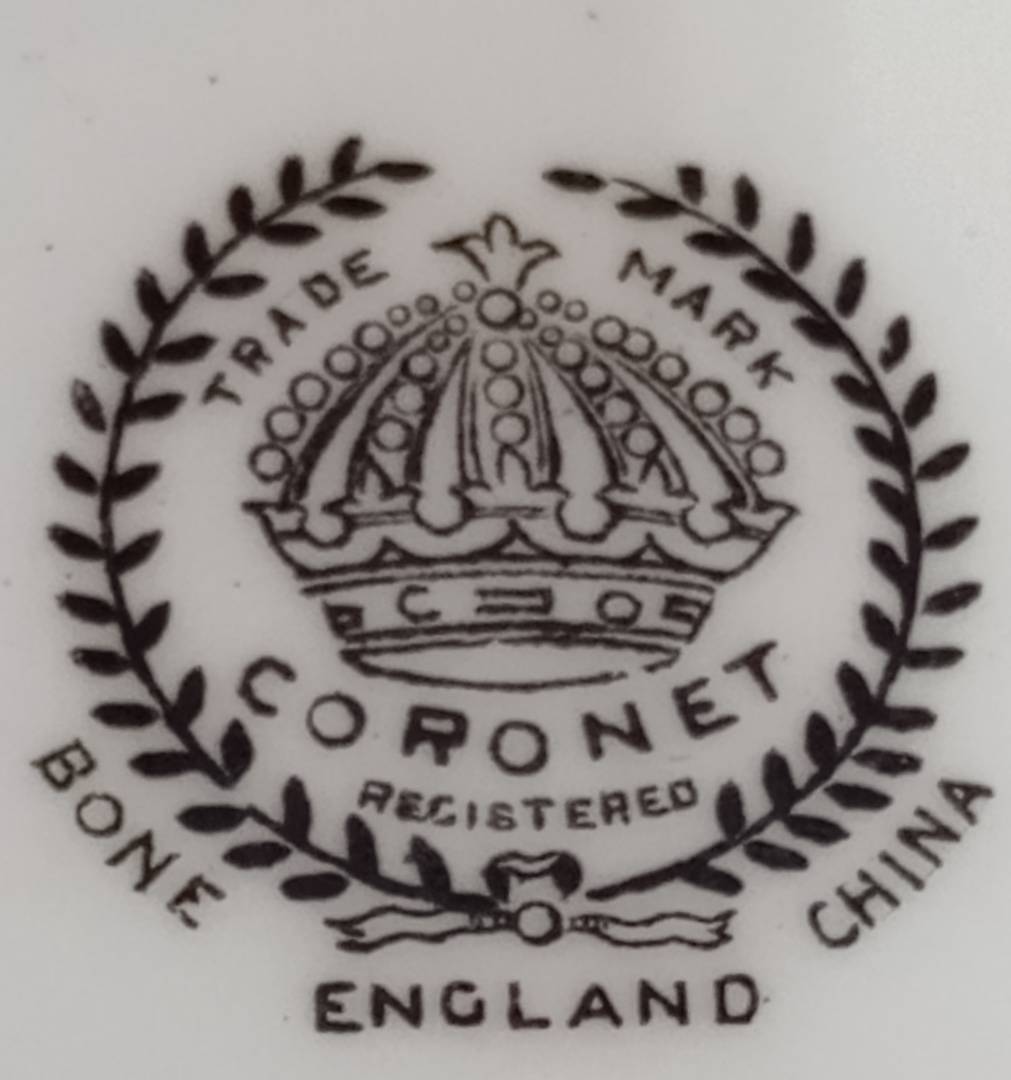 TRADE MARK
CORONET
REGISTERED
BONE CHINA
ENGLAND